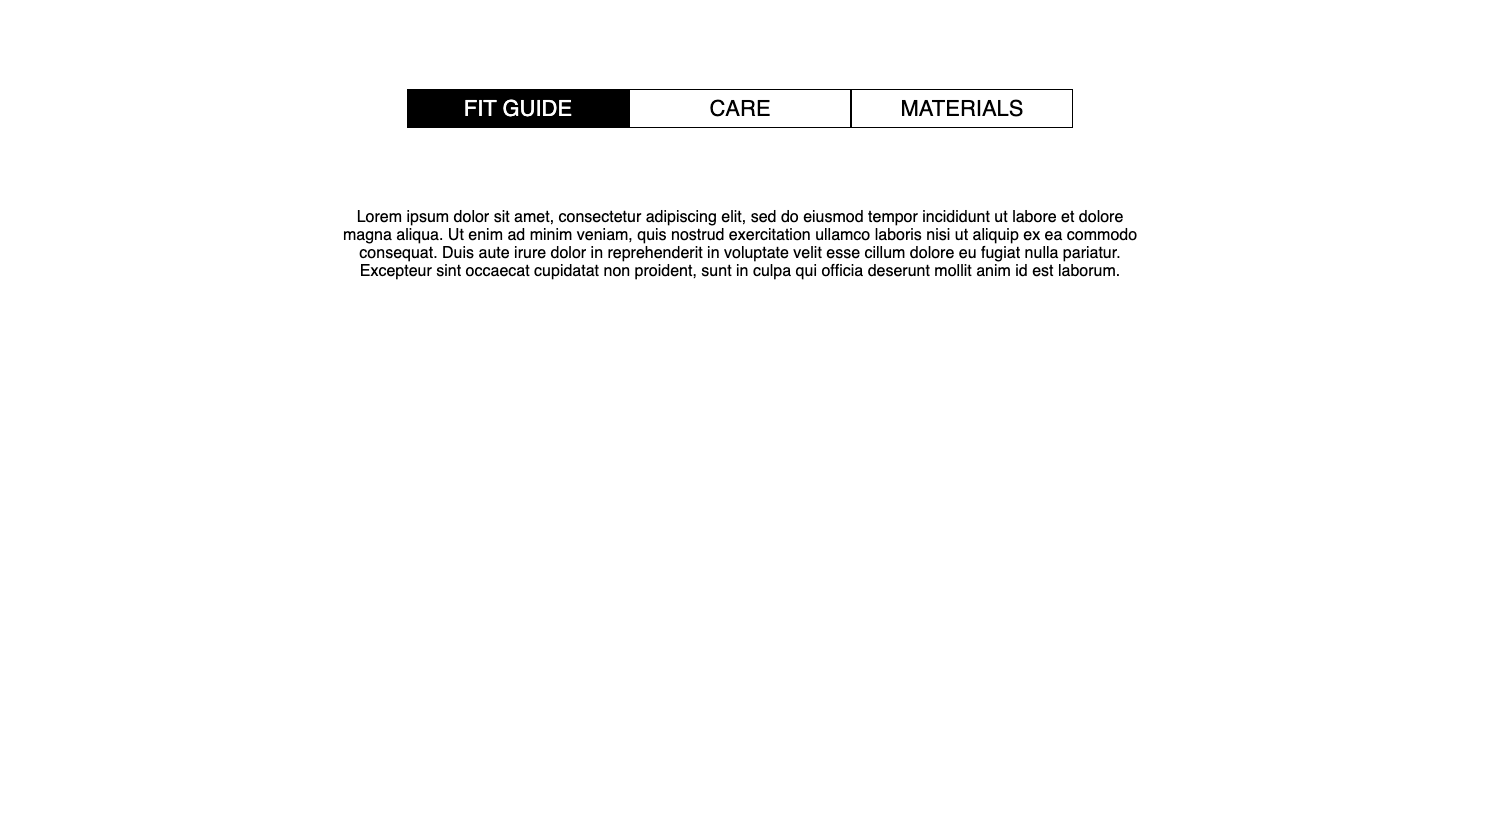 FIT GUIDE
CARE
MATERIALS
Lorem ipsum dolor sit amet, consectetur adipiscing elit, sed do eiusmod tempor incididunt ut labore et dolore
magna aliqua. Ut enim ad minim veniam, quis nostrud exercitation ullamco laboris nisi ut aliquip ex ea commodo
consequat. Duis aute irure dolor in reprehenderit in voluptate velit esse cillum dolore eu fugiat nulla pariatur.
Excepteur sint occaecat cupidatat non proident, sunt in culpa qui officia deserunt mollit anim id est laborum.